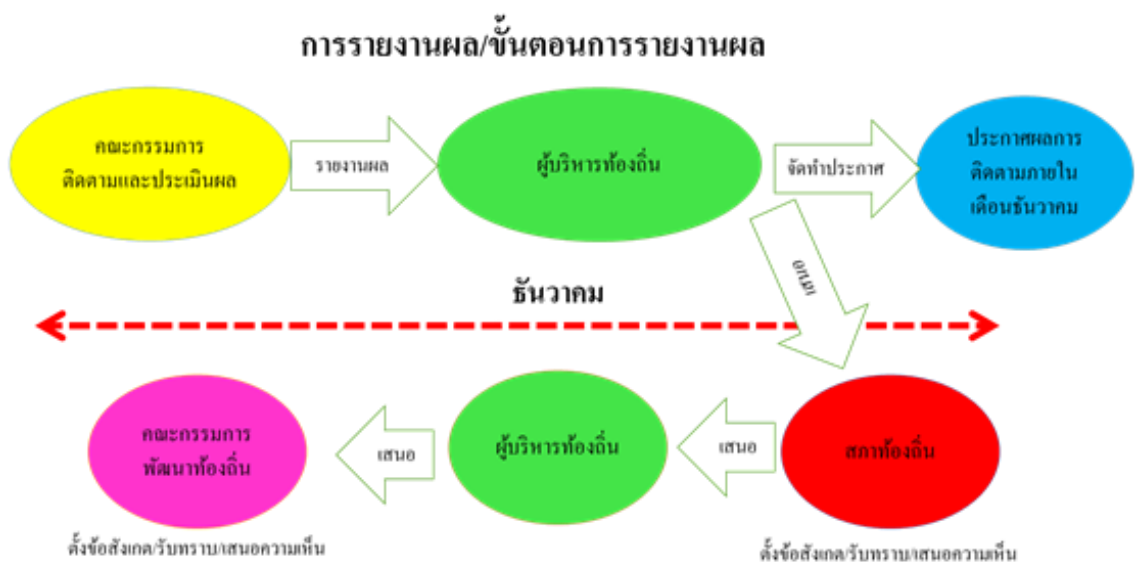 การรายงานผล/ขั้นตอนการรายงานผล
คณะกรรมการ
ติดตามและประเมินผล
รายงานผล
ผู้บริหารท้องถิ่น
จัดทำประกาศ
ประกาศผลการ
ติดตามภายใน
เดือนธันวาคม
เสนอ
ธันวาคม
สภาท้องถิ่น
เสนอ
ผู้บริหารท้องถิ่น
เสนอ
คณะกรรมการ
พัฒนาท้องถิ่น
ตั้งข้อสังเกต/รับทราบ/เสนอความเห็น
ตั้งข้อสังเกต/รับทราบ/เสนอความเห็น